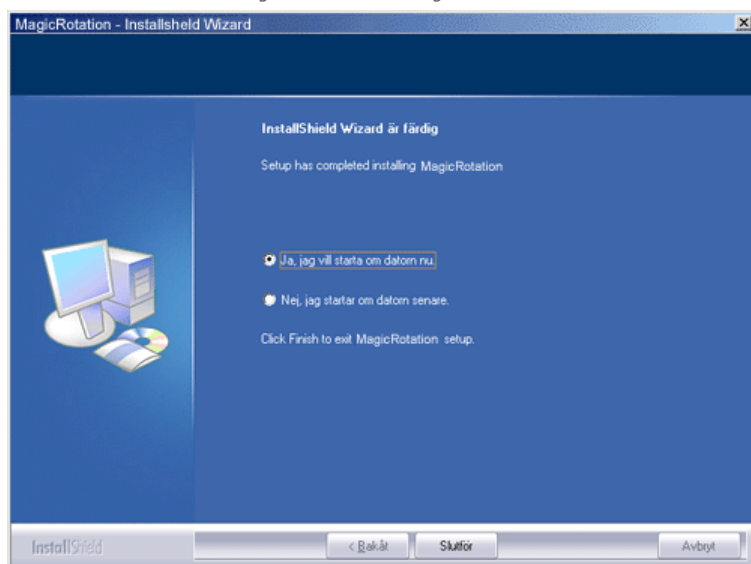 MagicRotation - Installsheld Wizard
InstallShield Wizard är färdig
Setup has completed installing MagicRotation
Ja, jag vill starta om datorn nu.
Nej, jag startar om datorn senare.
Click Finish to exit MagicRotation setup.
InstallShield
< Bakåt
Slutför
Avbryt